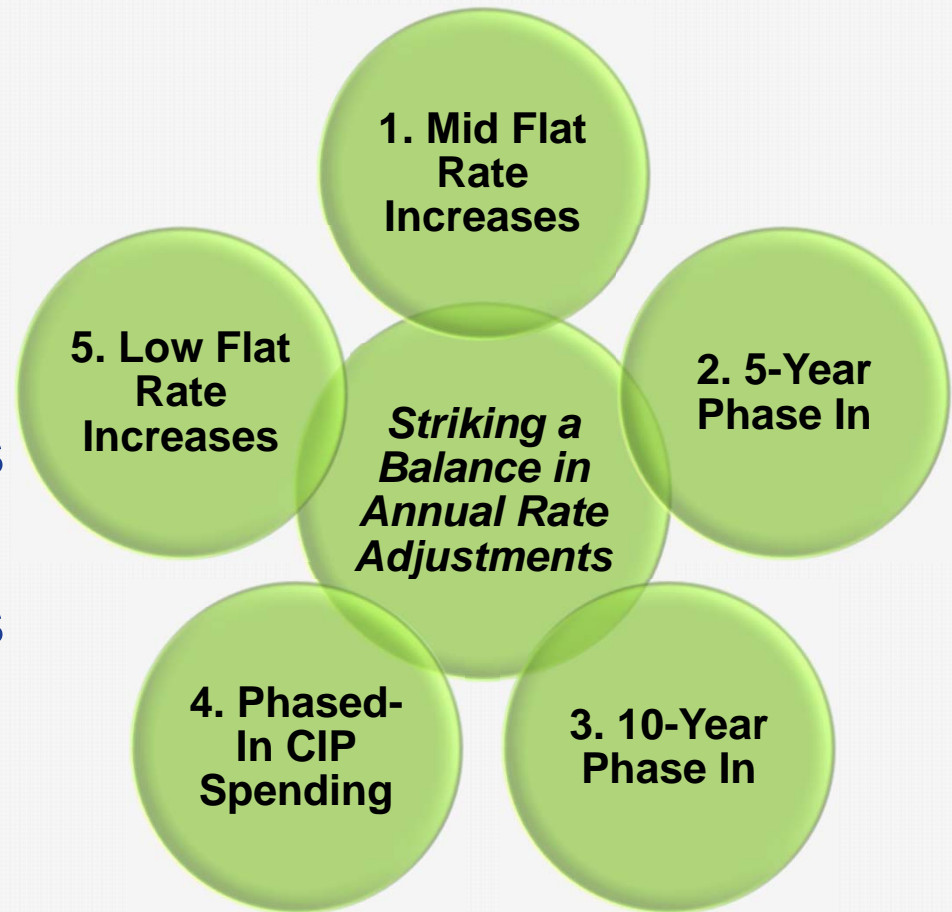 1. Mid Flat
Rate
Increases
2. 5-Year
Phase In
3. 10-Year
Phase In
4. Phased-
In CIP
Spending
5. Low Flat
Rate
Increases
Striking a
Balance in
Annual Rate
Adjustments